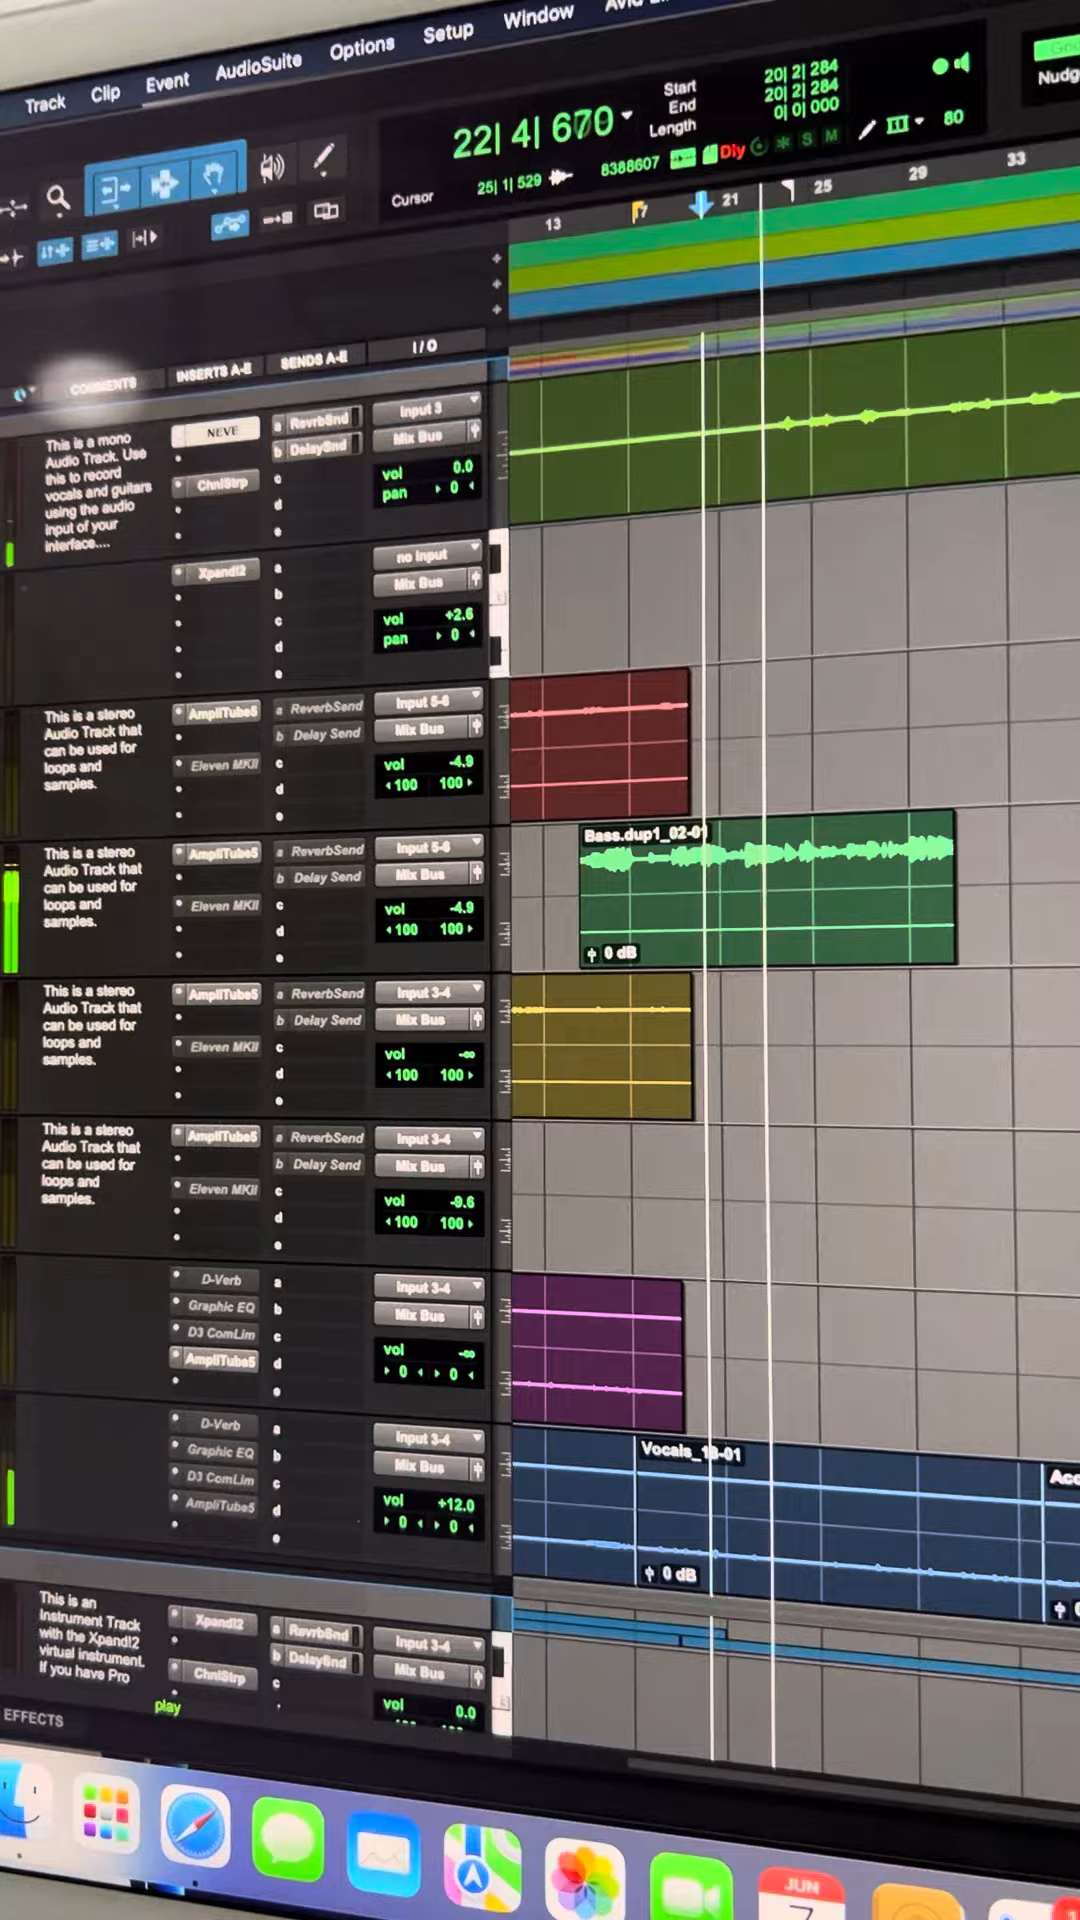 Track Clip Event AudioSuite Options Setup Window
22| 4| 670
Start 20| 2| 284
End 20| 2| 284
Length 0| 0| 000
Nudg
Cursor 25| 1| 529 8388607 Dly S M 80
13 17 21 25 29 33
COMMENTS INSERTS A-E SENDS A-E I / O
This is a mono
Audio Track. Use
this to record
vocals and guitars
using the audio
input of your
interface....
NEVE
ChnlStrp
a RevrbSnd
b DelaySnd
c
d
e
Input 3
Mix Bus
vol 0.0
pan 0
Xpand!2
a
b
c
d
e
no input
Mix Bus
vol +2.6
pan 0
This is a stereo
Audio Track that
can be used for
loops and
samples.
AmpliTube5
Eleven MKII
a ReverbSend
b Delay Send
c
d
e
Input 5-6
Mix Bus
vol -4.9
100 100
This is a stereo
Audio Track that
can be used for
loops and
samples.
AmpliTube5
Eleven MKII
a ReverbSend
b Delay Send
c
d
e
Input 5-6
Mix Bus
vol -4.9
100 100
Bass.dup1_02-01
0 dB
This is a stereo
Audio Track that
can be used for
loops and
samples.
AmpliTube5
Eleven MKII
a ReverbSend
b Delay Send
c
d
e
Input 3-4
Mix Bus
vol -∞
100 100
This is a stereo
Audio Track that
can be used for
loops and
samples.
AmpliTube5
Eleven MKII
a ReverbSend
b Delay Send
c
d
e
Input 3-4
Mix Bus
vol -9.6
100 100
D-Verb
Graphic EQ
D3 ComLim
AmpliTube5
a
b
c
d
e
Input 3-4
Mix Bus
vol -∞
0 0
D-Verb
Graphic EQ
D3 ComLim
AmpliTube5
a
b
c
d
e
Input 3-4
Mix Bus
vol +12.0
0 0
Vocals_18-01
0 dB
Acc
This is an
Instrument Track
with the Xpand!2
virtual instrument.
If you have Pro
Xpand!2
ChnlStrp
a RevrbSnd
b DelaySnd
c
Input 3-4
Mix Bus
vol 0.0
play
EFFECTS
JUN
7